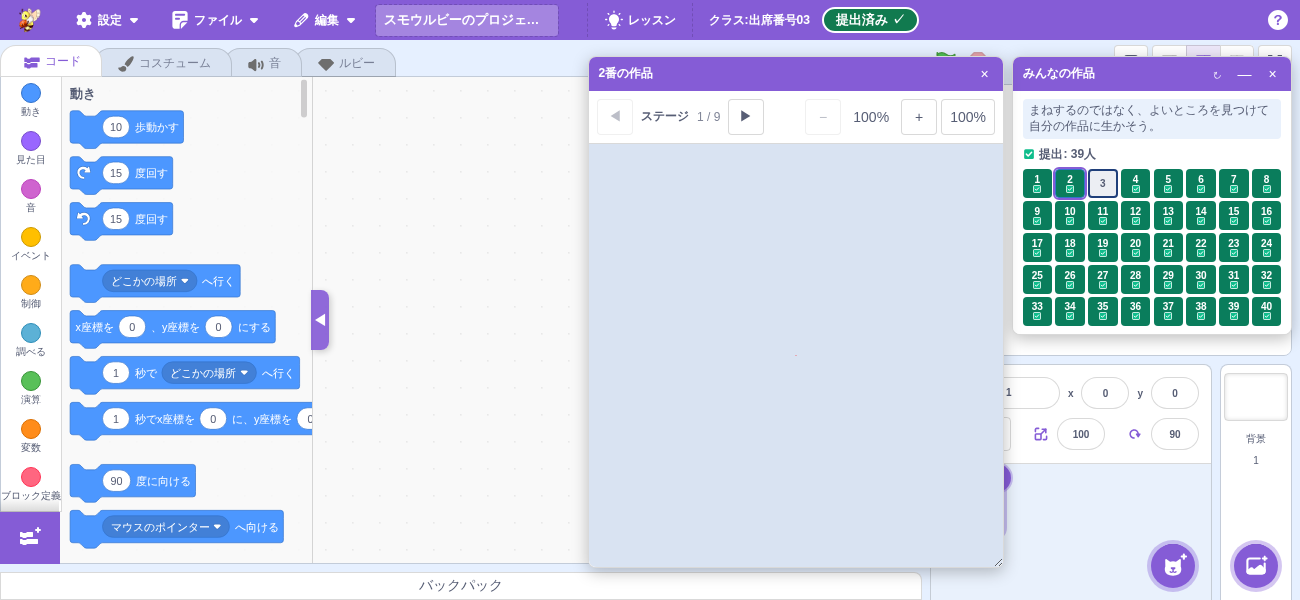 設定
ファイル
編集
スモウルビーのプロジェ…
レッスン
クラス:出席番号03
提出済み ✓
?
コード
コスチューム
音
ルビー
動き
見た目
音
イベント
制御
調べる
演算
変数
ブロック定義
動き
10 歩動かす
15 度回す
15 度回す
どこかの場所 へ行く
x座標を 0 、y座標を 0 にする
1 秒で どこかの場所 へ行く
1 秒でx座標を 0 に、y座標を 0
90 度に向ける
マウスのポインター へ向ける
バックパック
2番の作品 ×
ステージ 1 / 9
− 100% + 100%
みんなの作品 ↻ — ×
まねするのではなく、よいところを見つけて
自分の作品に生かそう。
提出: 39人
1 2 3 4 5 6 7 8
9 10 11 12 13 14 15 16
17 18 19 20 21 22 23 24
25 26 27 28 29 30 31 32
33 34 35 36 37 38 39 40
1 x 0 y 0
100 90
背景
1